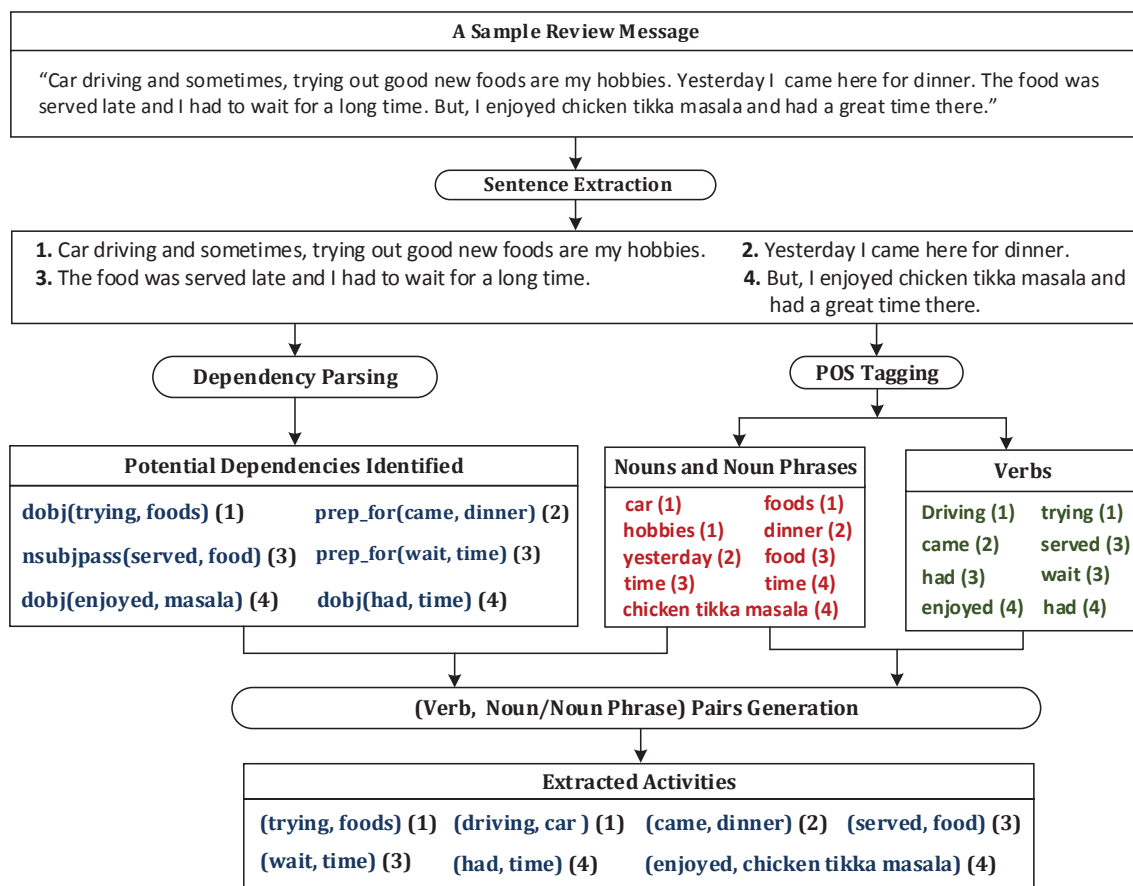 A Sample Review Message
“Car driving and sometimes, trying out good new foods are my hobbies. Yesterday I came here for dinner. The food was
served late and I had to wait for a long time. But, I enjoyed chicken tikka masala and had a great time there.”
Sentence Extraction
1. Car driving and sometimes, trying out good new foods are my hobbies.
2. Yesterday I came here for dinner.
3. The food was served late and I had to wait for a long time.
4. But, I enjoyed chicken tikka masala and
had a great time there.
Dependency Parsing
POS Tagging
Potential Dependencies Identified
dobj(trying, foods) (1) prep_for(came, dinner) (2)
nsubjpass(served, food) (3) prep_for(wait, time) (3)
dobj(enjoyed, masala) (4) dobj(had, time) (4)
Nouns and Noun Phrases
car (1) foods (1)
hobbies (1) dinner (2)
yesterday (2) food (3)
time (3) time (4)
chicken tikka masala (4)
Verbs
Driving (1) trying (1)
came (2) served (3)
had (3) wait (3)
enjoyed (4) had (4)
(Verb, Noun/Noun Phrase) Pairs Generation
Extracted Activities
(trying, foods) (1) (driving, car ) (1) (came, dinner) (2) (served, food) (3)
(wait, time) (3) (had, time) (4) (enjoyed, chicken tikka masala) (4)